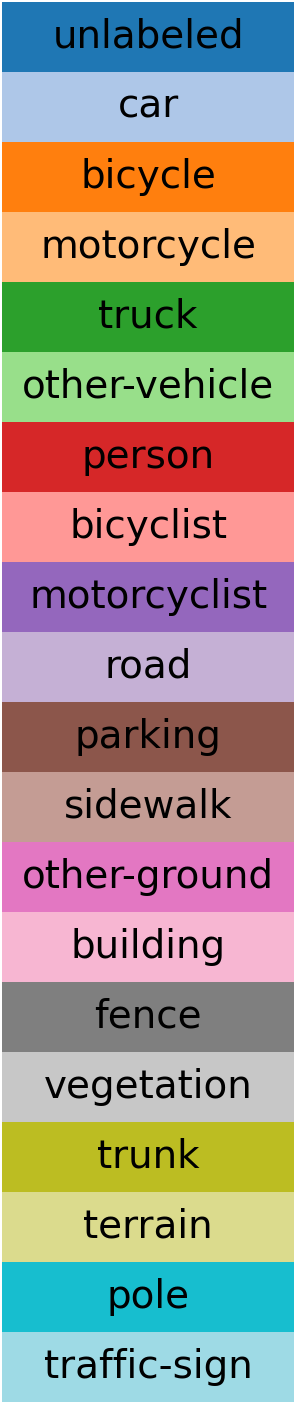 unlabeled
car
bicycle
motorcycle
truck
other-vehicle
person
bicyclist
motorcyclist
road
parking
sidewalk
other-ground
building
fence
vegetation
trunk
terrain
pole
traffic-sign